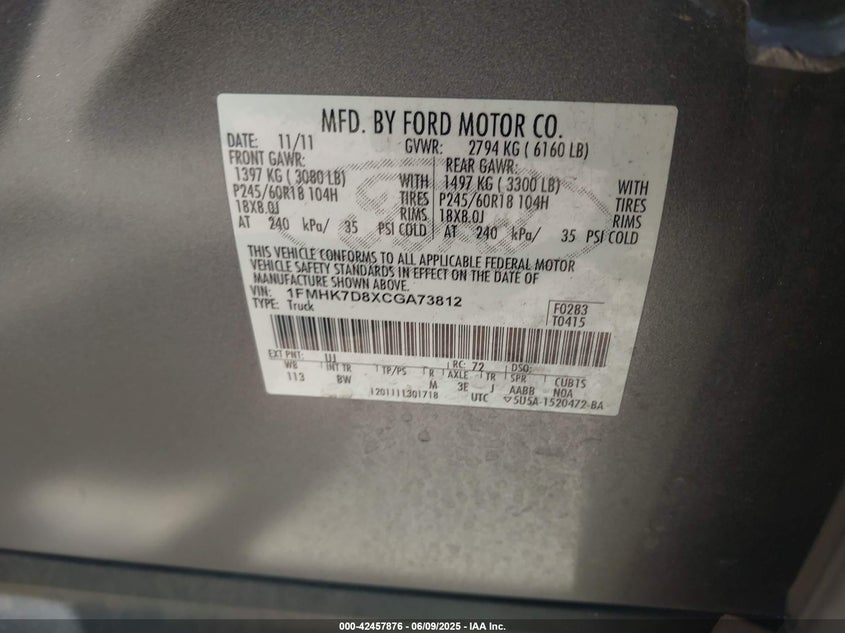 MFD. BY FORD MOTOR CO.
DATE: 11/11 GVWR: 2794 KG ( 6160 LB)
FRONT GAWR: REAR GAWR:
1397 KG ( 3080 LB) WITH 1497 KG ( 3300 LB) WITH
P245/60R18 104H TIRES P245/60R18 104H TIRES
18X8.0J RIMS 18X8.0J RIMS
AT 240 kPa/ 35 PSI COLD AT 240 kPa/ 35 PSI COLD
THIS VEHICLE CONFORMS TO ALL APPLICABLE FEDERAL MOTOR
VEHICLE SAFETY STANDARDS IN EFFECT ON THE DATE OF
MANUFACTURE SHOWN ABOVE.
VIN: 1FMHK7D8XCGA73812
TYPE: Truck
F0283
T0415
EXT PNT: UJ RC: 72 DSO:
WB INT TR TP/PS R AXLE TR SPR CUBTS
113 BW M 3E J AABB NOA
1201111301718 UTC 5U5A-1520472-BA
000-42457876 - 06/09/2025 - IAA Inc.